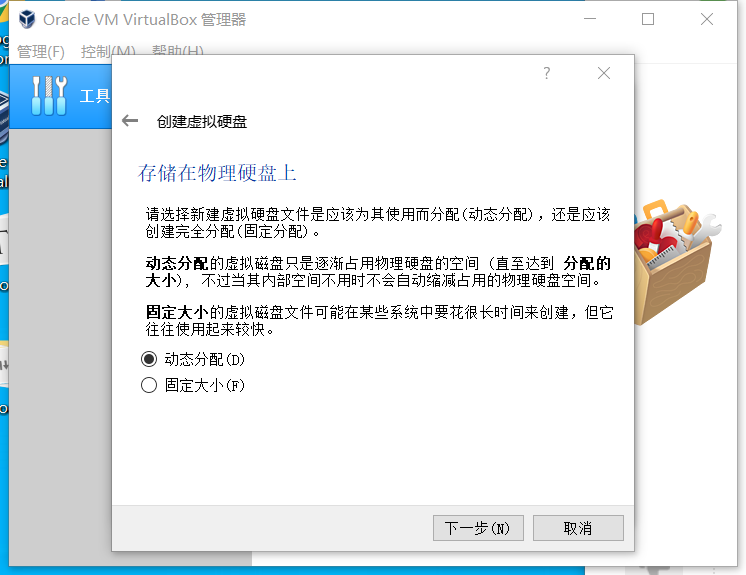 Oracle VM VirtualBox 管理器
管理(F) 控制(M) 帮助(H)
工具
?
创建虚拟硬盘
存储在物理硬盘上
请选择新建虚拟硬盘文件是应该为其使用而分配(动态分配)，还是应该
创建完全分配(固定分配)。
动态分配的虚拟磁盘只是逐渐占用物理硬盘的空间（直至达到 分配的
大小），不过当其内部空间不用时不会自动缩减占用的物理硬盘空间。
固定大小的虚拟磁盘文件可能在某些系统中要花很长时间来创建，但它
往往使用起来较快。
动态分配(D)
固定大小(F)
下一步(N)
取消